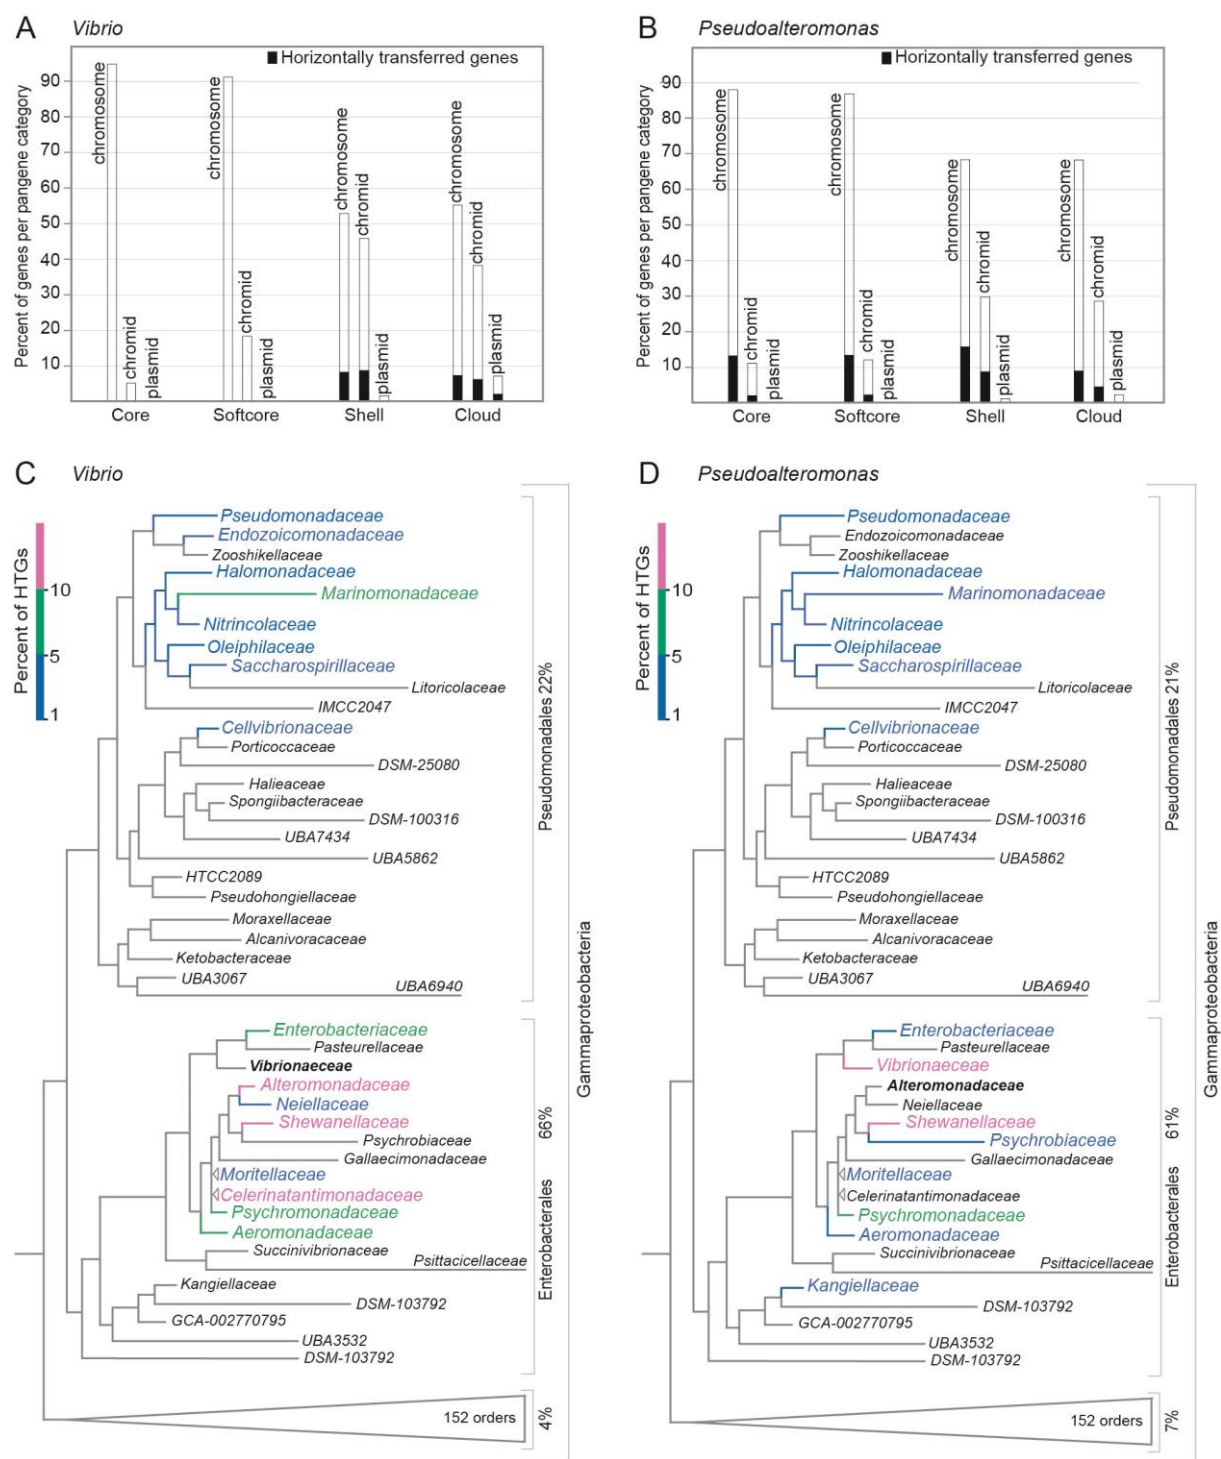 A Vibrio
Horizontally transferred genes
Percent of genes per pangene category
90
80
70
60
50
40
30
20
10
chromosome
chromid
plasmid
chromosome
chromid
plasmid
chromosome
chromid
plasmid
chromosome
chromid
plasmid
Core Softcore Shell Cloud
B Pseudoalteromonas
Horizontally transferred genes
Percent of genes per pangene category
90
80
70
60
50
40
30
20
10
chromosome
chromid
plasmid
chromosome
chromid
plasmid
chromosome
chromid
plasmid
chromosome
chromid
plasmid
Core Softcore Shell Cloud
C Vibrio
Percent of HTGs
10
5
1
Pseudomonadaceae
Endozoicomonadaceae
Zooshikellaceae
Halomonadaceae
Marinomonadaceae
Nitrincolaceae
Oleiphilaceae
Saccharospirillaceae
Litoricolaceae
IMCC2047
Cellvibrionaceae
Porticoccaceae
DSM-25080
Halieaceae
Spongiibacteraceae
DSM-100316
UBA7434
UBA5862
HTCC2089
Pseudohongiellaceae
Moraxellaceae
Alcanivoracaceae
Ketobacteraceae
UBA3067
UBA6940
Enterobacteriaceae
Pasteurellaceae
Vibrionaeceae
Alteromonadaceae
Neiellaceae
Shewanellaceae
Psychrobiaceae
Gallaecimonadaceae
Moritellaceae
Celerinatantimonadaceae
Psychromonadaceae
Aeromonadaceae
Succinivibrionaceae
Psittacicellaceae
Kangiellaceae
DSM-103792
GCA-002770795
UBA3532
DSM-103792
152 orders
Pseudomonadales 22%
Enterobacterales 66%
4%
Gammaproteobacteria
D Pseudoalteromonas
Percent of HTGs
10
5
1
Pseudomonadaceae
Endozoicomonadaceae
Zooshikellaceae
Halomonadaceae
Marinomonadaceae
Nitrincolaceae
Oleiphilaceae
Saccharospirillaceae
Litoricolaceae
IMCC2047
Cellvibrionaceae
Porticoccaceae
DSM-25080
Halieaceae
Spongiibacteraceae
DSM-100316
UBA7434
UBA5862
HTCC2089
Pseudohongiellaceae
Moraxellaceae
Alcanivoracaceae
Ketobacteraceae
UBA3067
UBA6940
Enterobacteriaceae
Pasteurellaceae
Vibrionaeceae
Alteromonadaceae
Neiellaceae
Shewanellaceae
Psychrobiaceae
Gallaecimonadaceae
Moritellaceae
Celerinatantimonadaceae
Psychromonadaceae
Aeromonadaceae
Succinivibrionaceae
Psittacicellaceae
Kangiellaceae
DSM-103792
GCA-002770795
UBA3532
DSM-103792
152 orders
Pseudomonadales 21%
Enterobacterales 61%
7%
Gammaproteobacteria